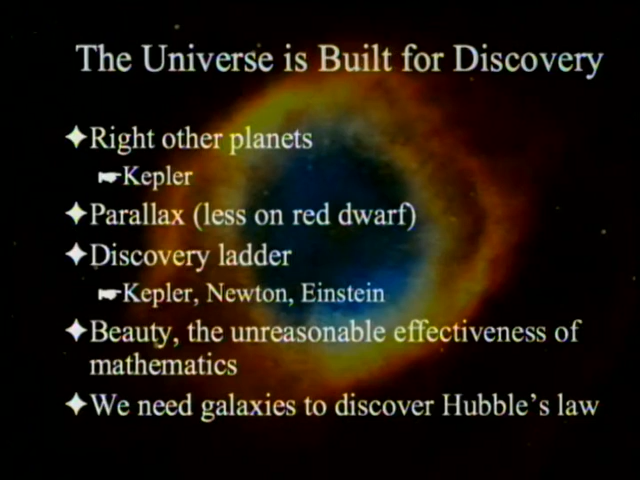 The Universe is Built for Discovery
Right other planets
Kepler
Parallax (less on red dwarf)
Discovery ladder
Kepler, Newton, Einstein
Beauty, the unreasonable effectiveness of
mathematics
We need galaxies to discover Hubble's law